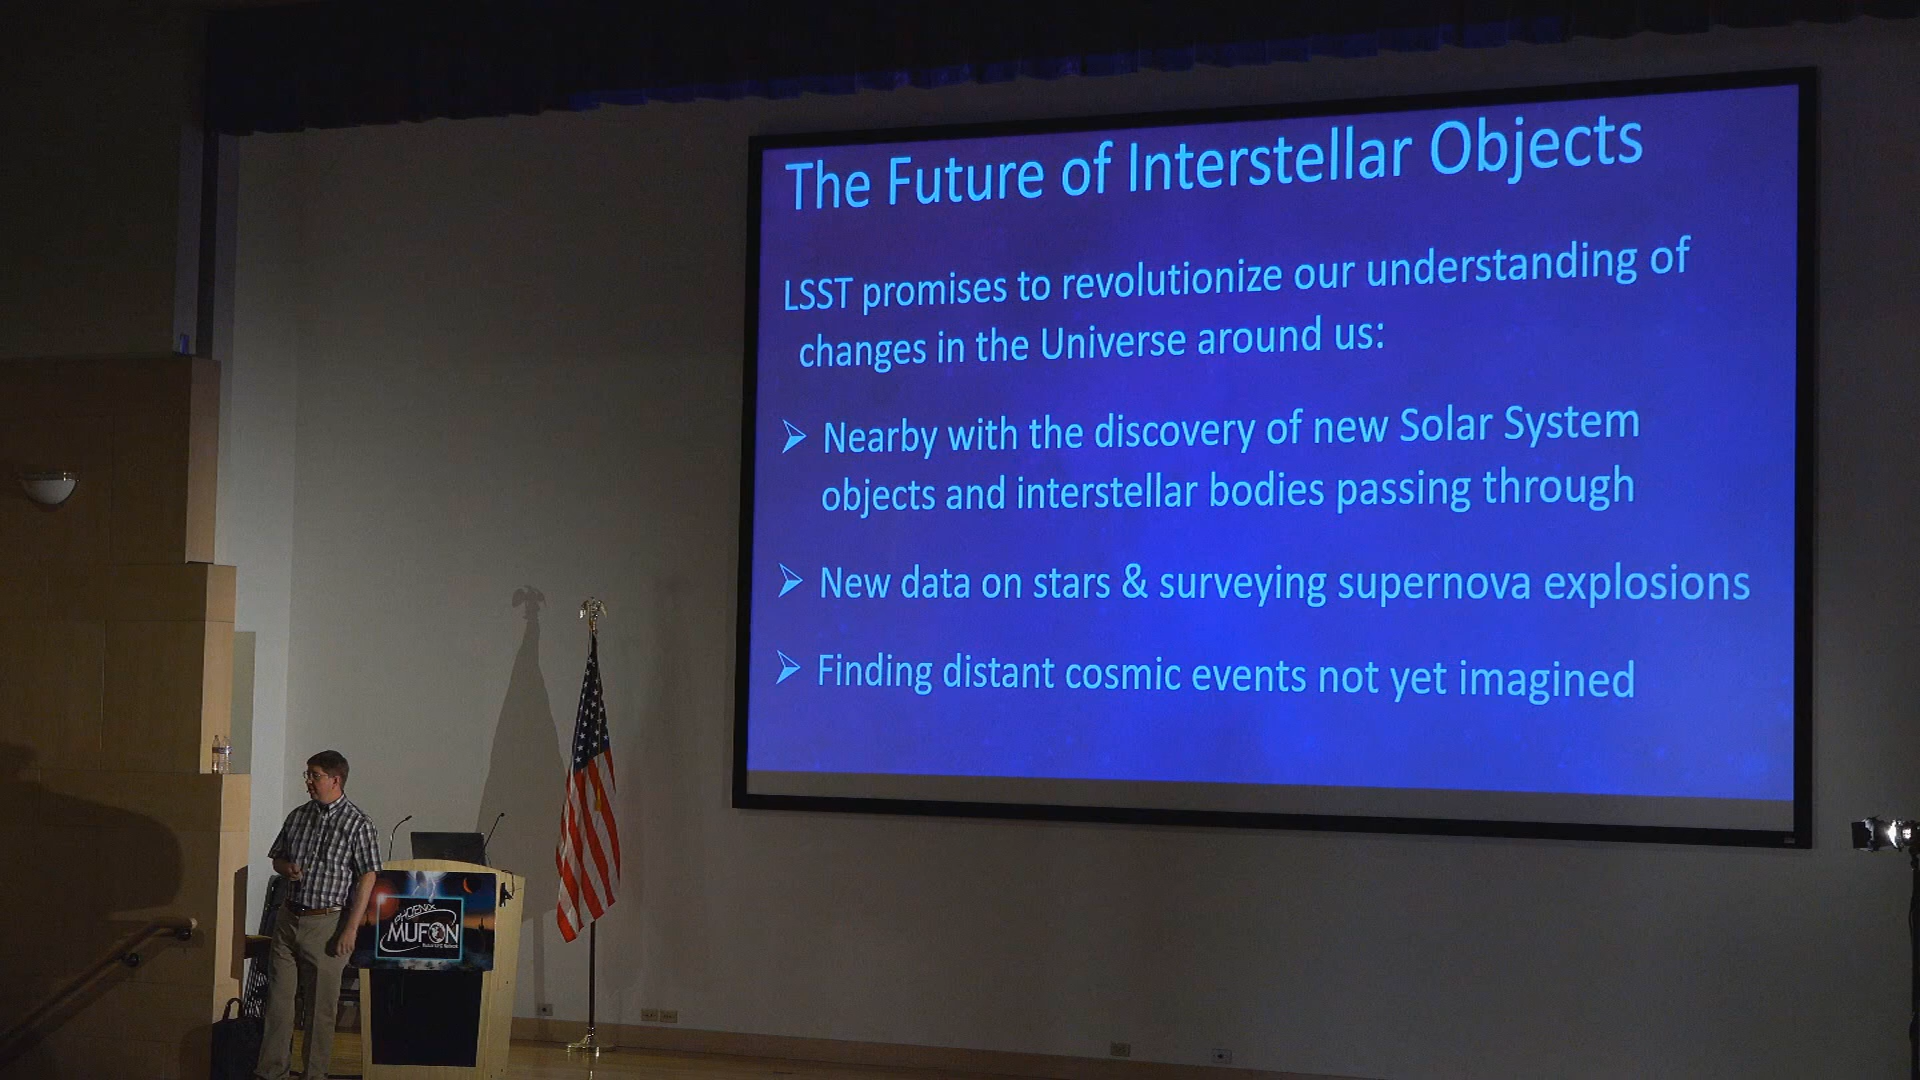 The Future of Interstellar Objects
LSST promises to revolutionize our understanding of
changes in the Universe around us:
➢ Nearby with the discovery of new Solar System
objects and interstellar bodies passing through
➢ New data on stars & surveying supernova explosions
➢ Finding distant cosmic events not yet imagined
PHOENIX
MUFON